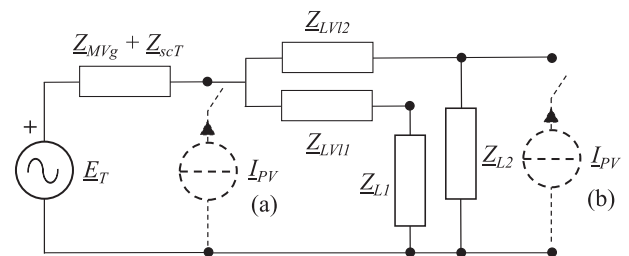 Z_LVl2
Z_MVg + Z_scT
+
Z_LVl1
E_T
I_PV
(a)
Z_L1
Z_L2
I_PV
(b)